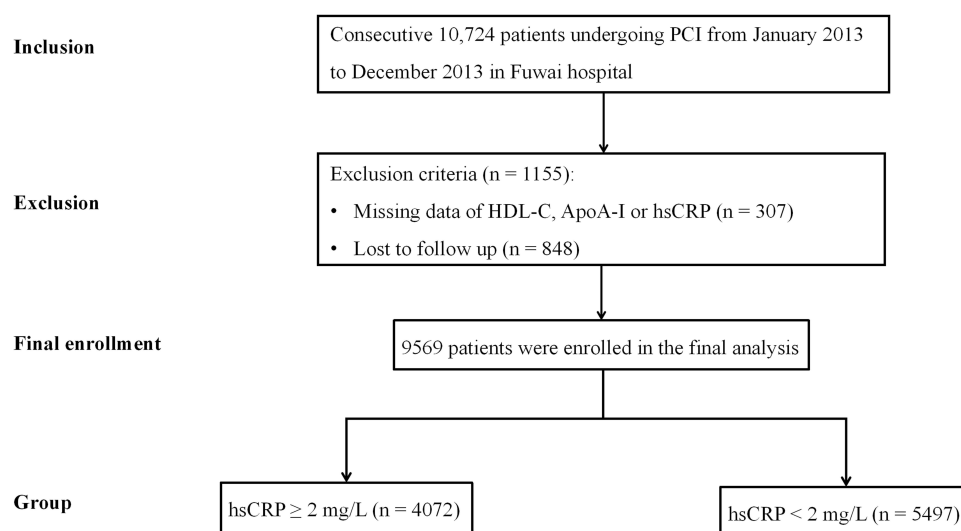 Inclusion
Consecutive 10,724 patients undergoing PCI from January 2013
to December 2013 in Fuwai hospital
Exclusion
Exclusion criteria (n = 1155):
• Missing data of HDL-C, ApoA-I or hsCRP (n = 307)
• Lost to follow up (n = 848)
Final enrollment
9569 patients were enrolled in the final analysis
Group
hsCRP ≥ 2 mg/L (n = 4072)
hsCRP < 2 mg/L (n = 5497)